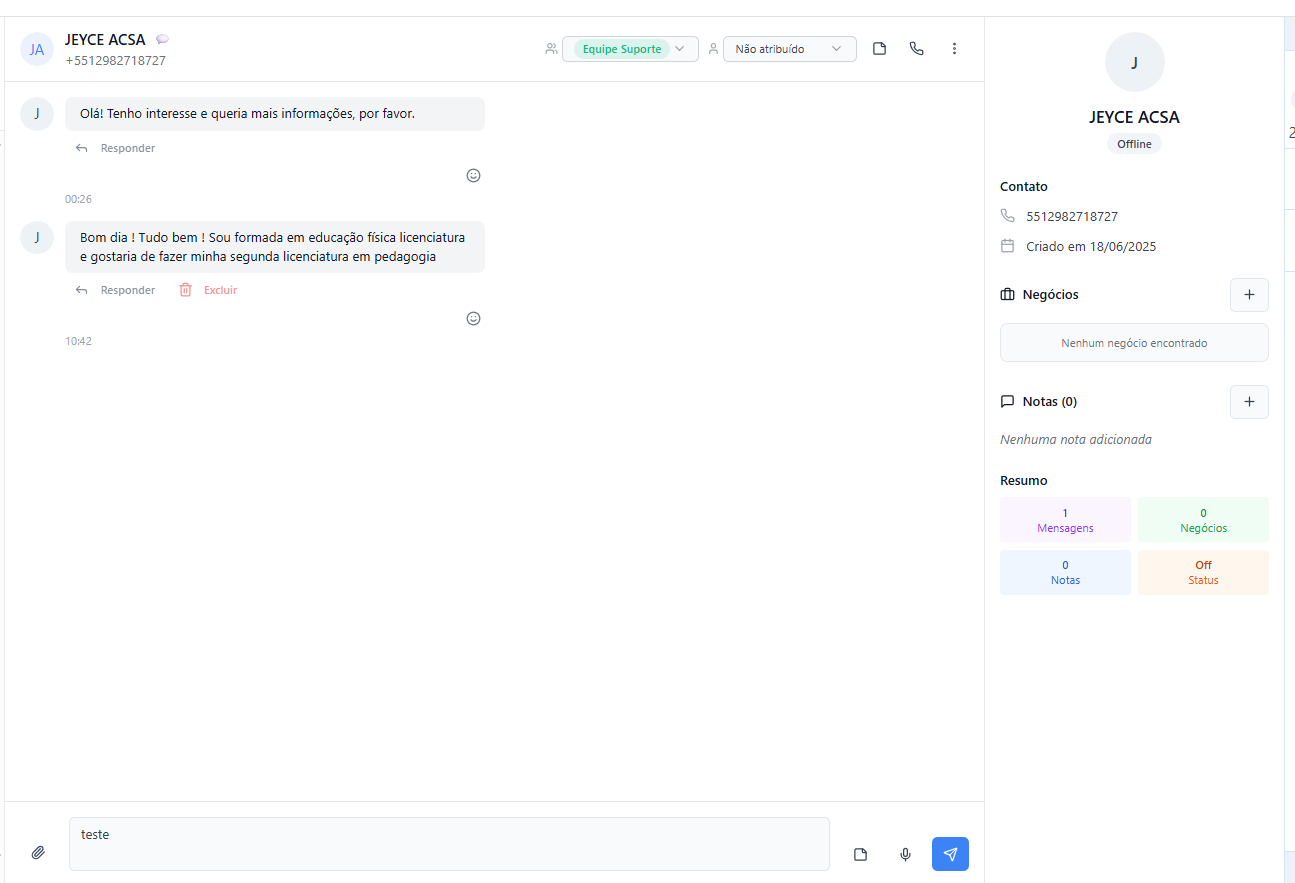 JA
JEYCE ACSA
+5512982718727
Equipe Suporte
Não atribuído
J
Olá! Tenho interesse e queria mais informações, por favor.
Responder
00:26
J
Bom dia ! Tudo bem ! Sou formada em educação física licenciatura
e gostaria de fazer minha segunda licenciatura em pedagogia
Responder
Excluir
10:42
teste
J
JEYCE ACSA
Offline
Contato
5512982718727
Criado em 18/06/2025
Negócios
Nenhum negócio encontrado
Notas (0)
Nenhuma nota adicionada
Resumo
1
Mensagens
0
Negócios
0
Notas
Off
Status
2